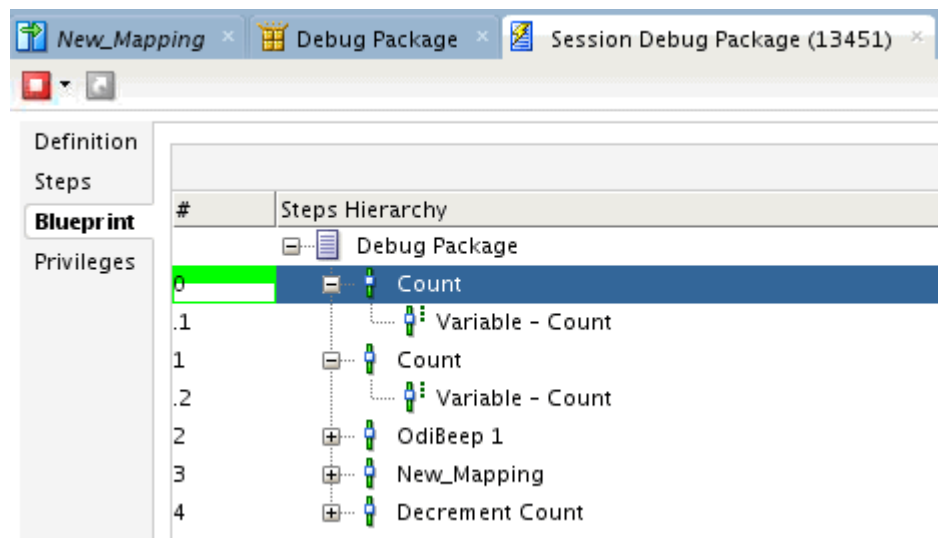 New_Mapping Debug Package Session Debug Package (13451)
Definition
Steps
Blueprint
Privileges
# Steps Hierarchy
Debug Package
0 Count
.1 Variable - Count
1 Count
.2 Variable - Count
2 OdiBeep 1
3 New_Mapping
4 Decrement Count